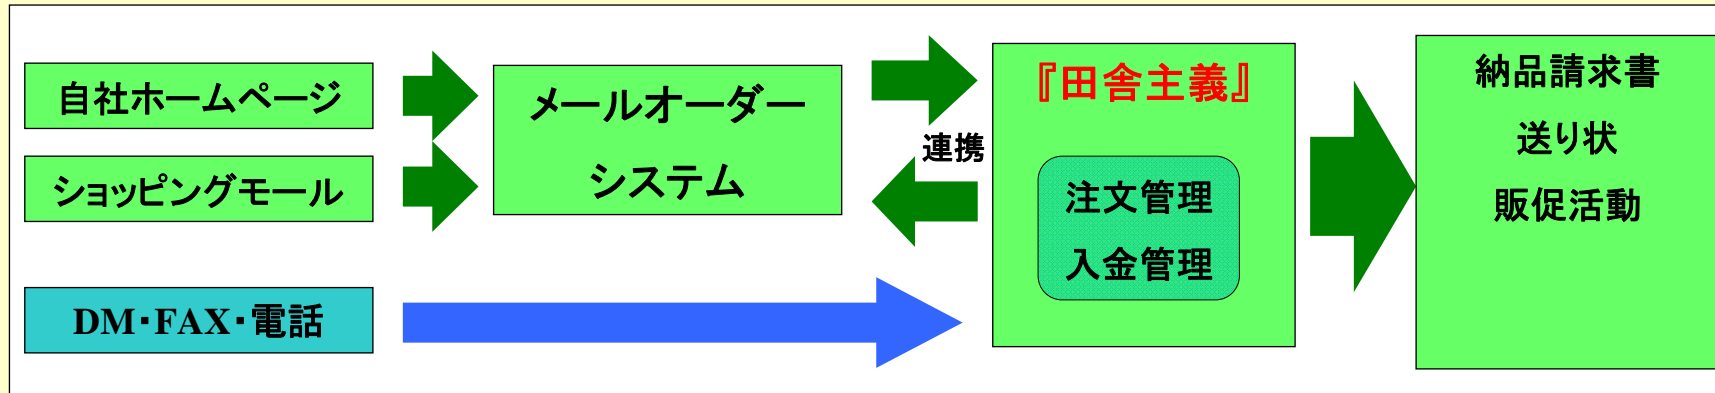 自社ホームページ
ショッピングモール
DM・FAX・電話
メールオーダー
システム
連携
『田舎主義』
注文管理
入金管理
納品請求書
送り状
販促活動